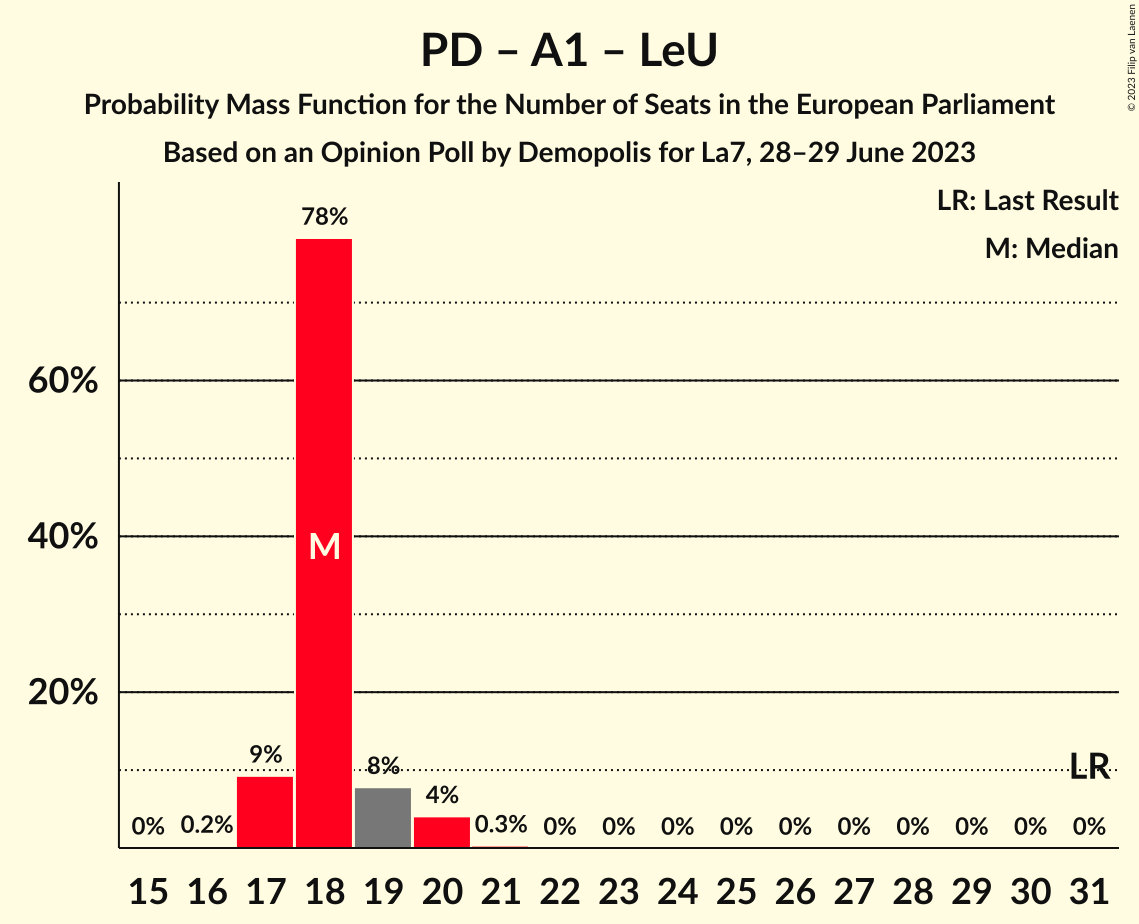 PD – A1 – LeU
Probability Mass Function for the Number of Seats in the European Parliament
Based on an Opinion Poll by Demopolis for La7, 28–29 June 2023
© 2023 Filip van Laenen
LR: Last Result
M: Median
60%
40%
20%
78%
M
9%
8%
4%
LR
0% 0.2% 0.3% 0% 0% 0% 0% 0% 0% 0% 0% 0% 0%
15 16 17 18 19 20 21 22 23 24 25 26 27 28 29 30 31